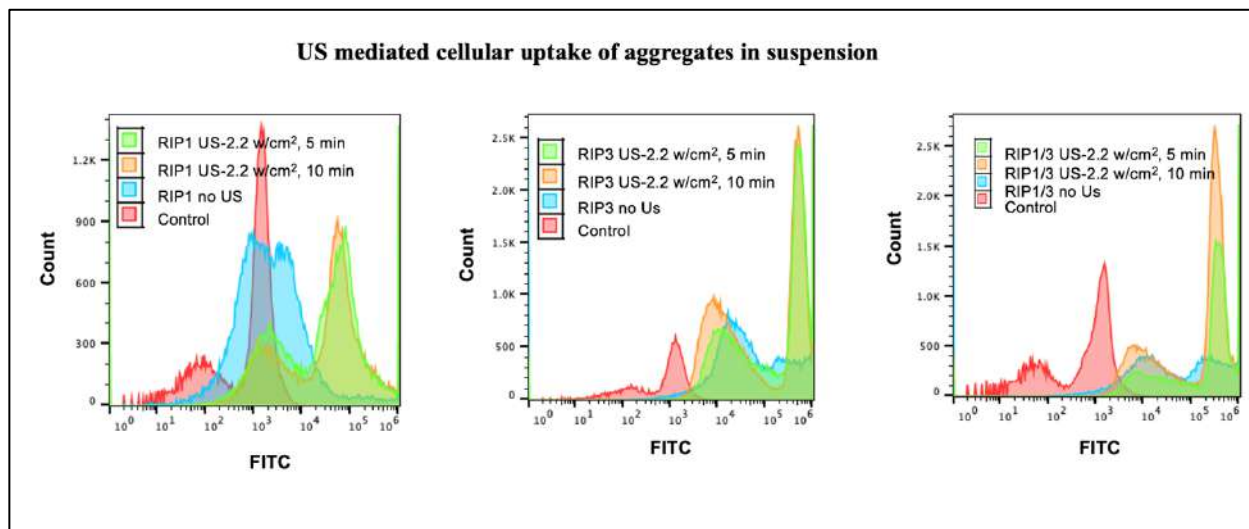 US mediated cellular uptake of aggregates in suspension
1.2K
900
600
300
0
Count
RIP1 US-2.2 w/cm², 5 min
RIP1 US-2.2 w/cm², 10 min
RIP1 no US
Control
10⁰ 10¹ 10² 10³ 10⁴ 10⁵ 10⁶
FITC
2.5K
2.0K
1.5K
1.0K
500
0
Count
RIP3 US-2.2 w/cm², 5 min
RIP3 US-2.2 w/cm², 10 min
RIP3 no Us
Control
10⁰ 10¹ 10² 10³ 10⁴ 10⁵ 10⁶
FITC
2.5K
2.0K
1.5K
1.0K
500
0
Count
RIP1/3 US-2.2 w/cm², 5 min
RIP1/3 US-2.2 w/cm², 10 min
RIP1/3 no Us
Control
10⁰ 10¹ 10² 10³ 10⁴ 10⁵ 10⁶
FITC